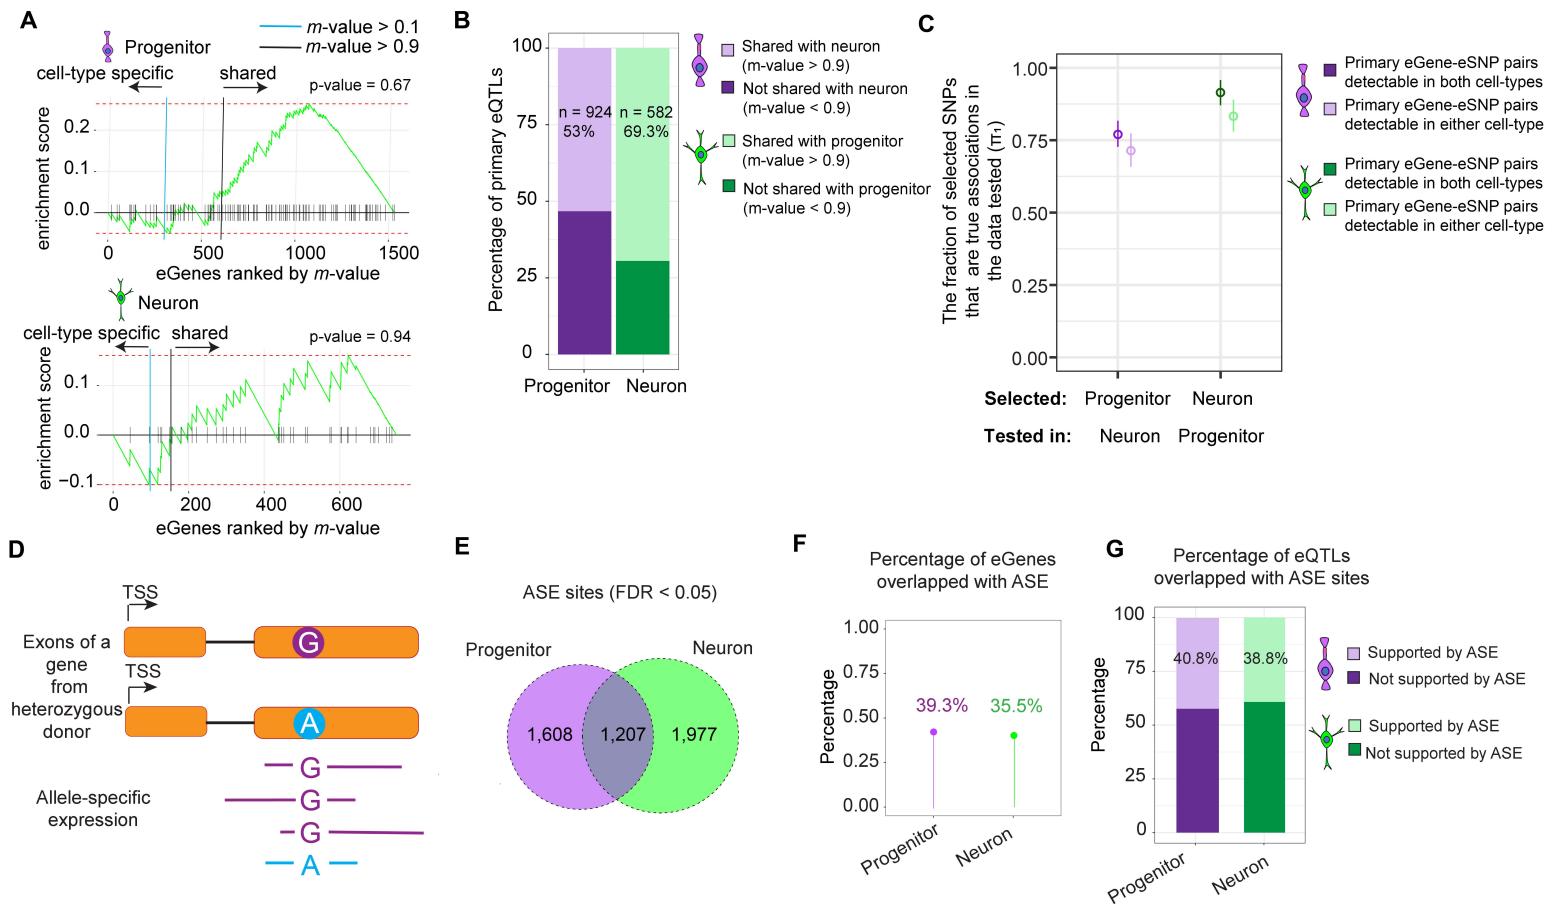 A
m-value > 0.1
m-value > 0.9
Progenitor
cell-type specific
shared
p-value = 0.67
enrichment score
0.2
0.1
0.0
0
500
1000
1500
eGenes ranked by m-value
Neuron
cell-type specific
shared
p-value = 0.94
enrichment score
0.1
0.0
−0.1
0
200
400
600
eGenes ranked by m-value
B
Percentage of primary eQTLs
100
75
50
25
0
n = 924
53%
n = 582
69.3%
Progenitor
Neuron
Shared with neuron
(m-value > 0.9)
Not shared with neuron
(m-value < 0.9)
Shared with progenitor
(m-value > 0.9)
Not shared with progenitor
(m-value < 0.9)
C
The fraction of selected SNPs
that are true associations in
the data tested (π₁)
1.00
0.75
0.50
0.25
0.00
Selected: Progenitor Neuron
Tested in: Neuron Progenitor
Primary eGene-eSNP pairs
detectable in both cell-types
Primary eGene-eSNP pairs
detectable in either cell-type
Primary eGene-eSNP pairs
detectable in both cell-types
Primary eGene-eSNP pairs
detectable in either cell-type
D
TSS
G
Exons of a
gene
from
heterozygous
donor
TSS
A
Allele-specific
expression
G
G
G
A
E
ASE sites (FDR < 0.05)
Progenitor
Neuron
1,608
1,207
1,977
F
Percentage of eGenes
overlapped with ASE
Percentage
1.00
0.75
0.50
0.25
0.00
39.3%
35.5%
Progenitor
Neuron
G
Percentage of eQTLs
overlapped with ASE sites
Percentage
100
75
50
25
0
40.8%
38.8%
Progenitor
Neuron
Supported by ASE
Not supported by ASE
Supported by ASE
Not supported by ASE